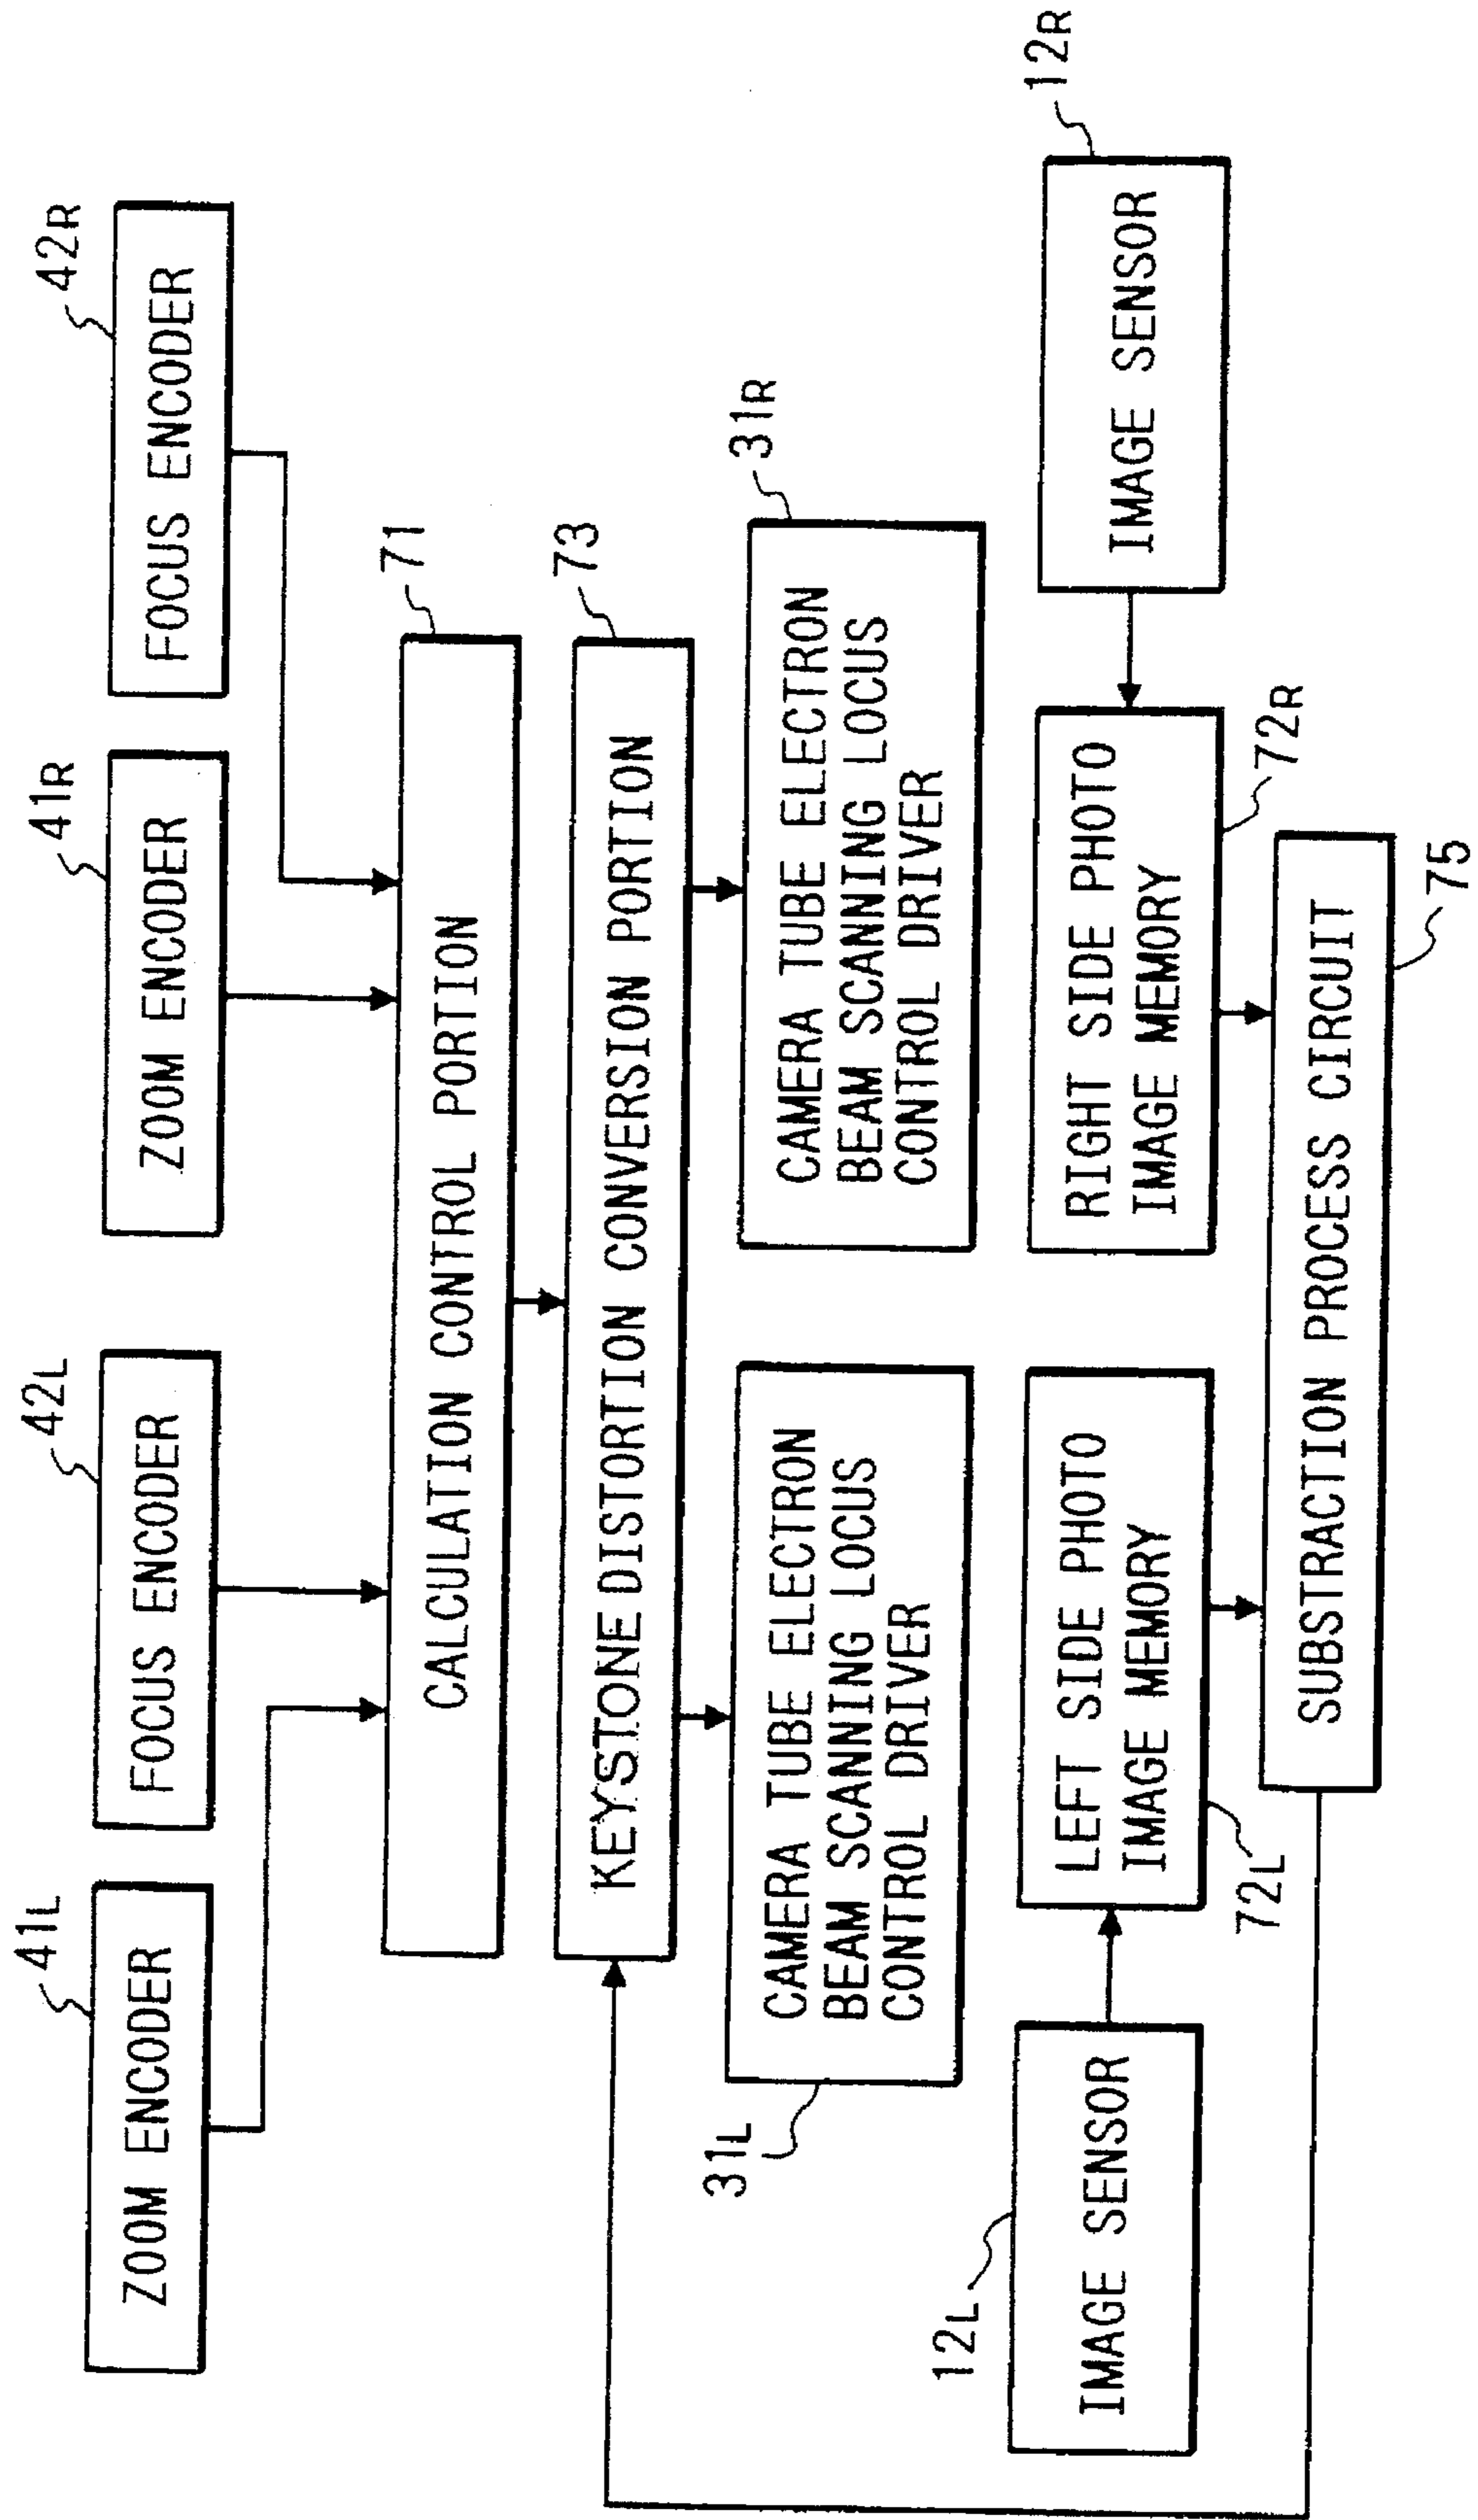 41L
42L
41R
42R
ZOOM ENCODER
FOCUS ENCODER
ZOOM ENCODER
FOCUS ENCODER
71
CALCULATION CONTROL PORTION
73
KEYSTONE DISTORTION CONVERSION PORTION
31L
CAMERA TUBE ELECTRON
BEAM SCANNING LOCUS
CONTROL DRIVER
31R
CAMERA TUBE ELECTRON
BEAM SCANNING LOCUS
CONTROL DRIVER
12L
IMAGE SENSOR
LEFT SIDE PHOTO
IMAGE MEMORY
72L
RIGHT SIDE PHOTO
IMAGE MEMORY
72R
12R
IMAGE SENSOR
SUBSTRACTION PROCESS CIRCUIT
75